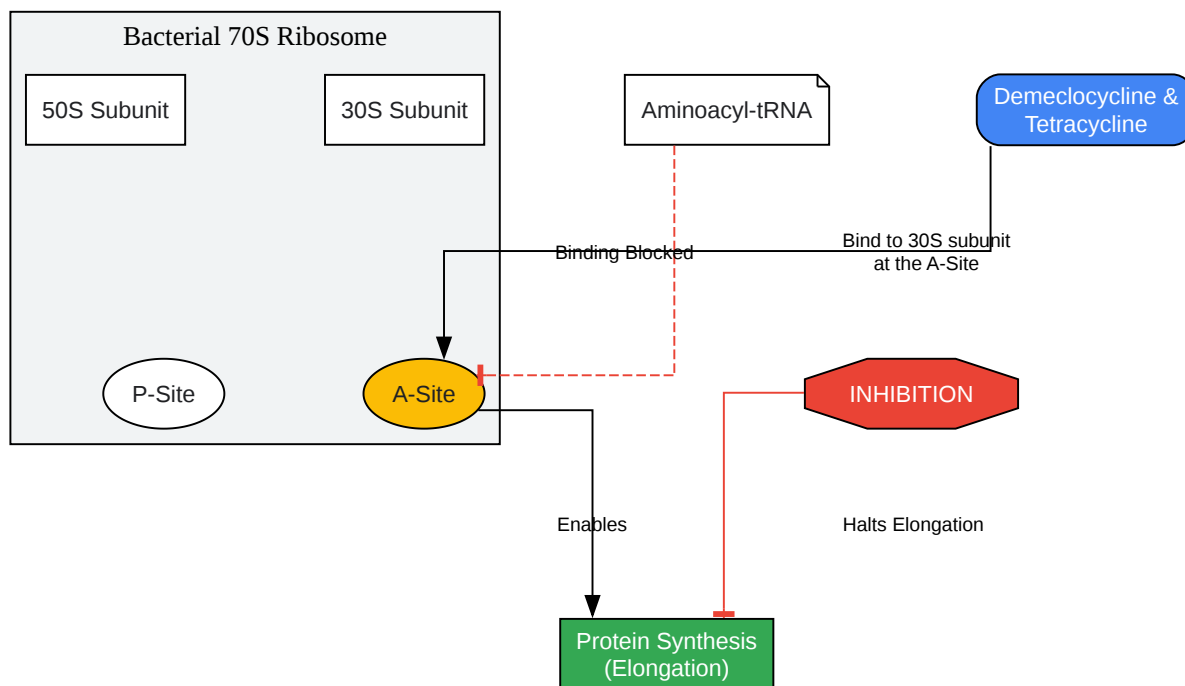 Bacterial 70S Ribosome
50S Subunit
30S Subunit
Aminoacyl-tRNA
Demeclocycline &
Tetracycline
Binding Blocked
Bind to 30S subunit
at the A-Site
P-Site
A-Site
INHIBITION
Enables
Halts Elongation
Protein Synthesis
(Elongation)